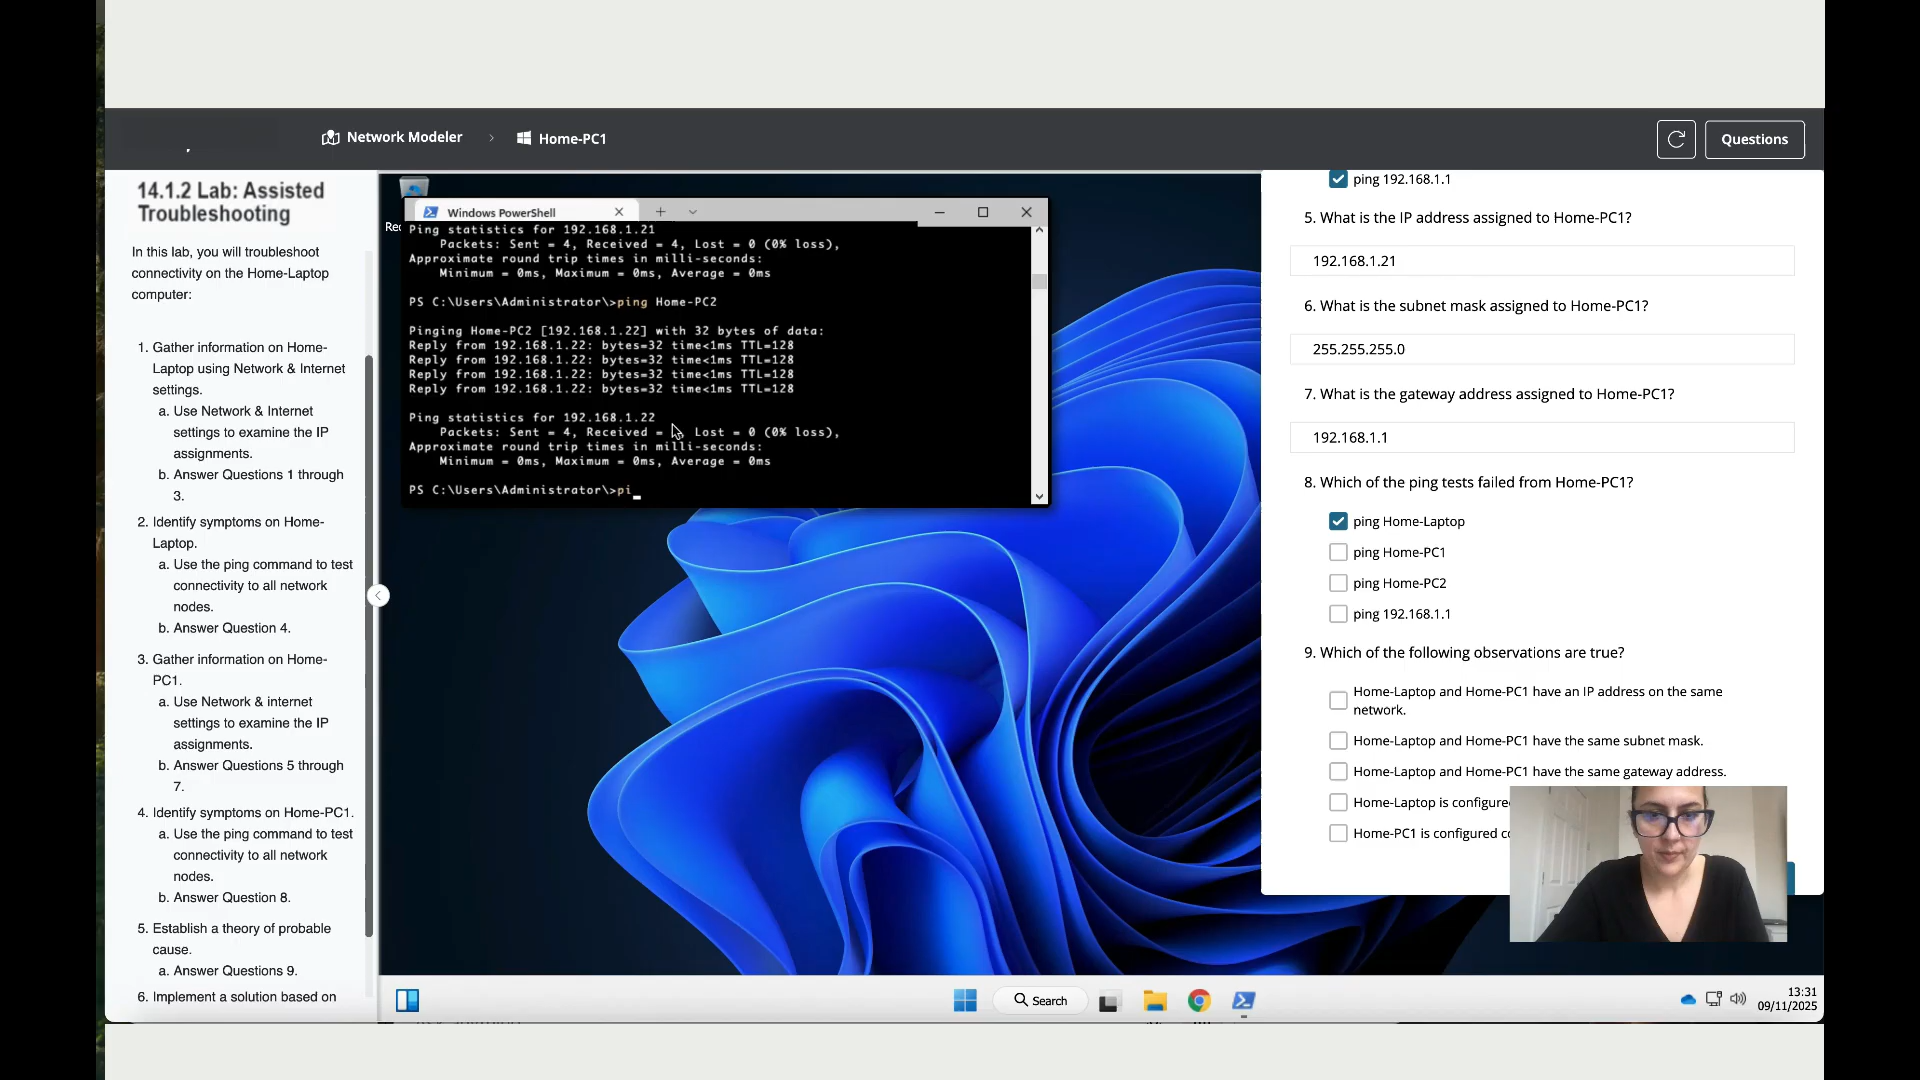 Network Modeler
Home-PC1
Questions
14.1.2 Lab: Assisted
Troubleshooting
In this lab, you will troubleshoot
connectivity on the Home-Laptop
computer:
1. Gather information on Home-
Laptop using Network & Internet
settings.
a. Use Network & Internet
settings to examine the IP
assignments.
b. Answer Questions 1 through
3.
2. Identify symptoms on Home-
Laptop.
a. Use the ping command to test
connectivity to all network
nodes.
b. Answer Question 4.
3. Gather information on Home-
PC1.
a. Use Network & internet
settings to examine the IP
assignments.
b. Answer Questions 5 through
7.
4. Identify symptoms on Home-PC1.
a. Use the ping command to test
connectivity to all network
nodes.
b. Answer Question 8.
5. Establish a theory of probable
cause.
a. Answer Questions 9.
6. Implement a solution based on
Rec
Windows PowerShell
Ping statistics for 192.168.1.21
Packets: Sent = 4, Received = 4, Lost = 0 (0% loss),
Approximate round trip times in milli-seconds:
Minimum = 0ms, Maximum = 0ms, Average = 0ms
PS C:\Users\Administrator\>ping Home-PC2
Pinging Home-PC2 [192.168.1.22] with 32 bytes of data:
Reply from 192.168.1.22: bytes=32 time<1ms TTL=128
Reply from 192.168.1.22: bytes=32 time<1ms TTL=128
Reply from 192.168.1.22: bytes=32 time<1ms TTL=128
Reply from 192.168.1.22: bytes=32 time<1ms TTL=128
Ping statistics for 192.168.1.22
Packets: Sent = 4, Received = Lost = 0 (0% loss),
Approximate round trip times in milli-seconds:
Minimum = 0ms, Maximum = 0ms, Average = 0ms
PS C:\Users\Administrator\>pi_
ping 192.168.1.1
5. What is the IP address assigned to Home-PC1?
192.168.1.21
6. What is the subnet mask assigned to Home-PC1?
255.255.255.0
7. What is the gateway address assigned to Home-PC1?
192.168.1.1
8. Which of the ping tests failed from Home-PC1?
ping Home-Laptop
ping Home-PC1
ping Home-PC2
ping 192.168.1.1
9. Which of the following observations are true?
Home-Laptop and Home-PC1 have an IP address on the same
network.
Home-Laptop and Home-PC1 have the same subnet mask.
Home-Laptop and Home-PC1 have the same gateway address.
Home-Laptop is configure
Home-PC1 is configured c
Search
13:31
09/11/2025